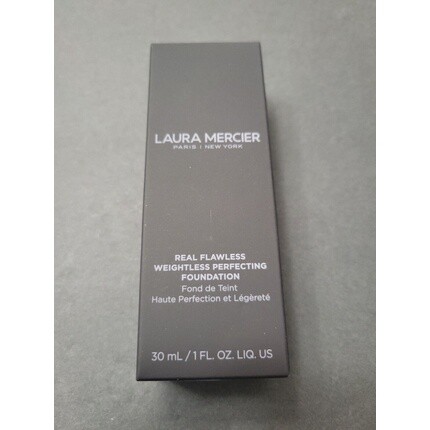 LAURA MERCIER
PARIS | NEW YORK
REAL FLAWLESS
WEIGHTLESS PERFECTING
FOUNDATION
Fond de Teint
Haute Perfection et Légèreté
30 mL / 1 FL. OZ. LIQ. US